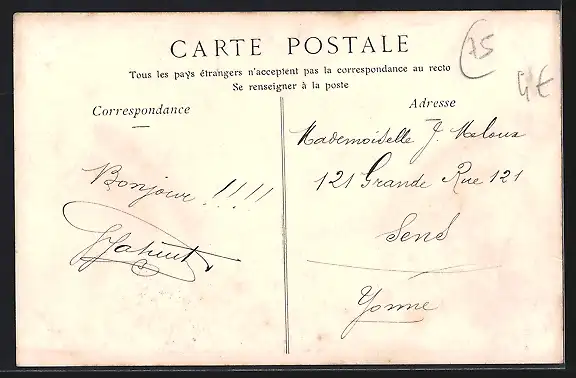 CARTE POSTALE
Tous les pays étrangers n'acceptent pas la correspondance au recto
Se renseigner à la poste
75
4€
Correspondance
Bonjour !!!!
Adresse
Mademoiselle J. Meloux
121 Grande Rue 121
Sens
Yonne